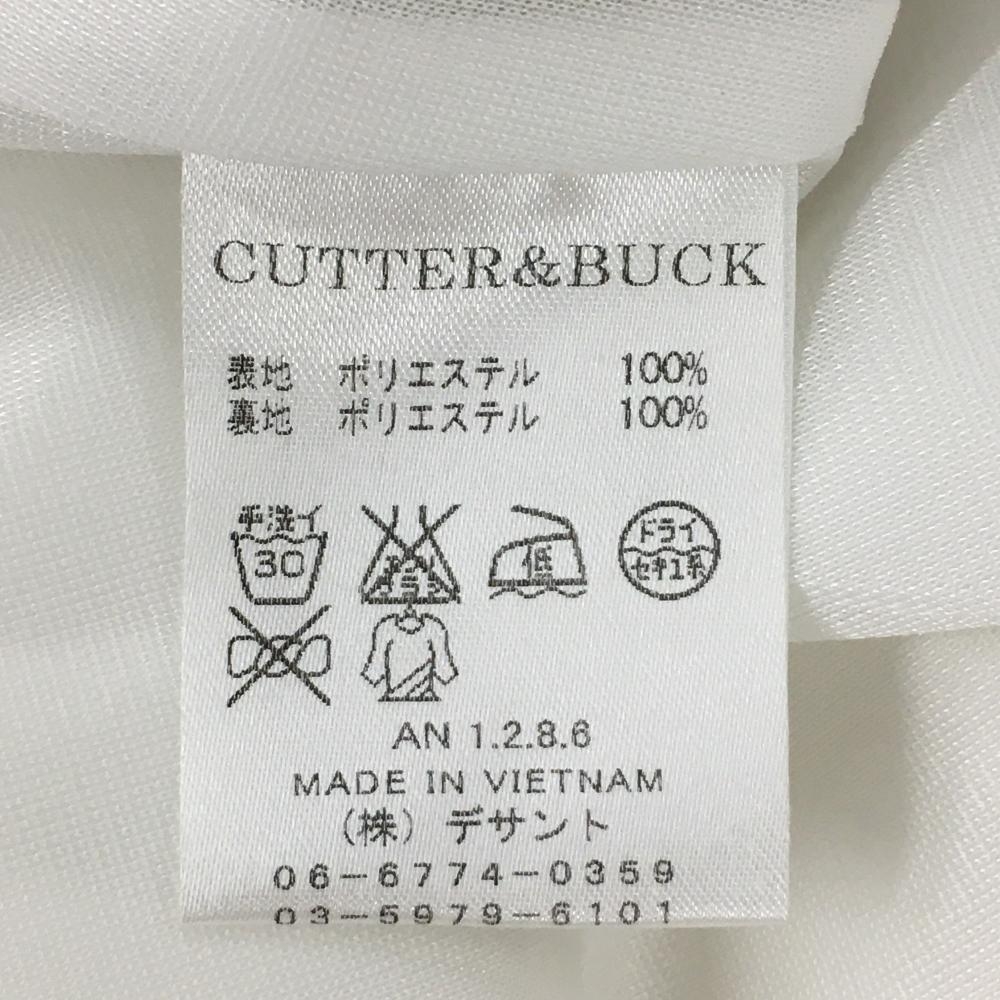 CUTTER&BUCK
表地 ポリエステル 100%
裏地 ポリエステル 100%
手洗イ
30
低
ドライ
セキユ系
AN 1.2.8.6
MADE IN VIETNAM
(株) デサント
06-6774-0359
03-5979-6101